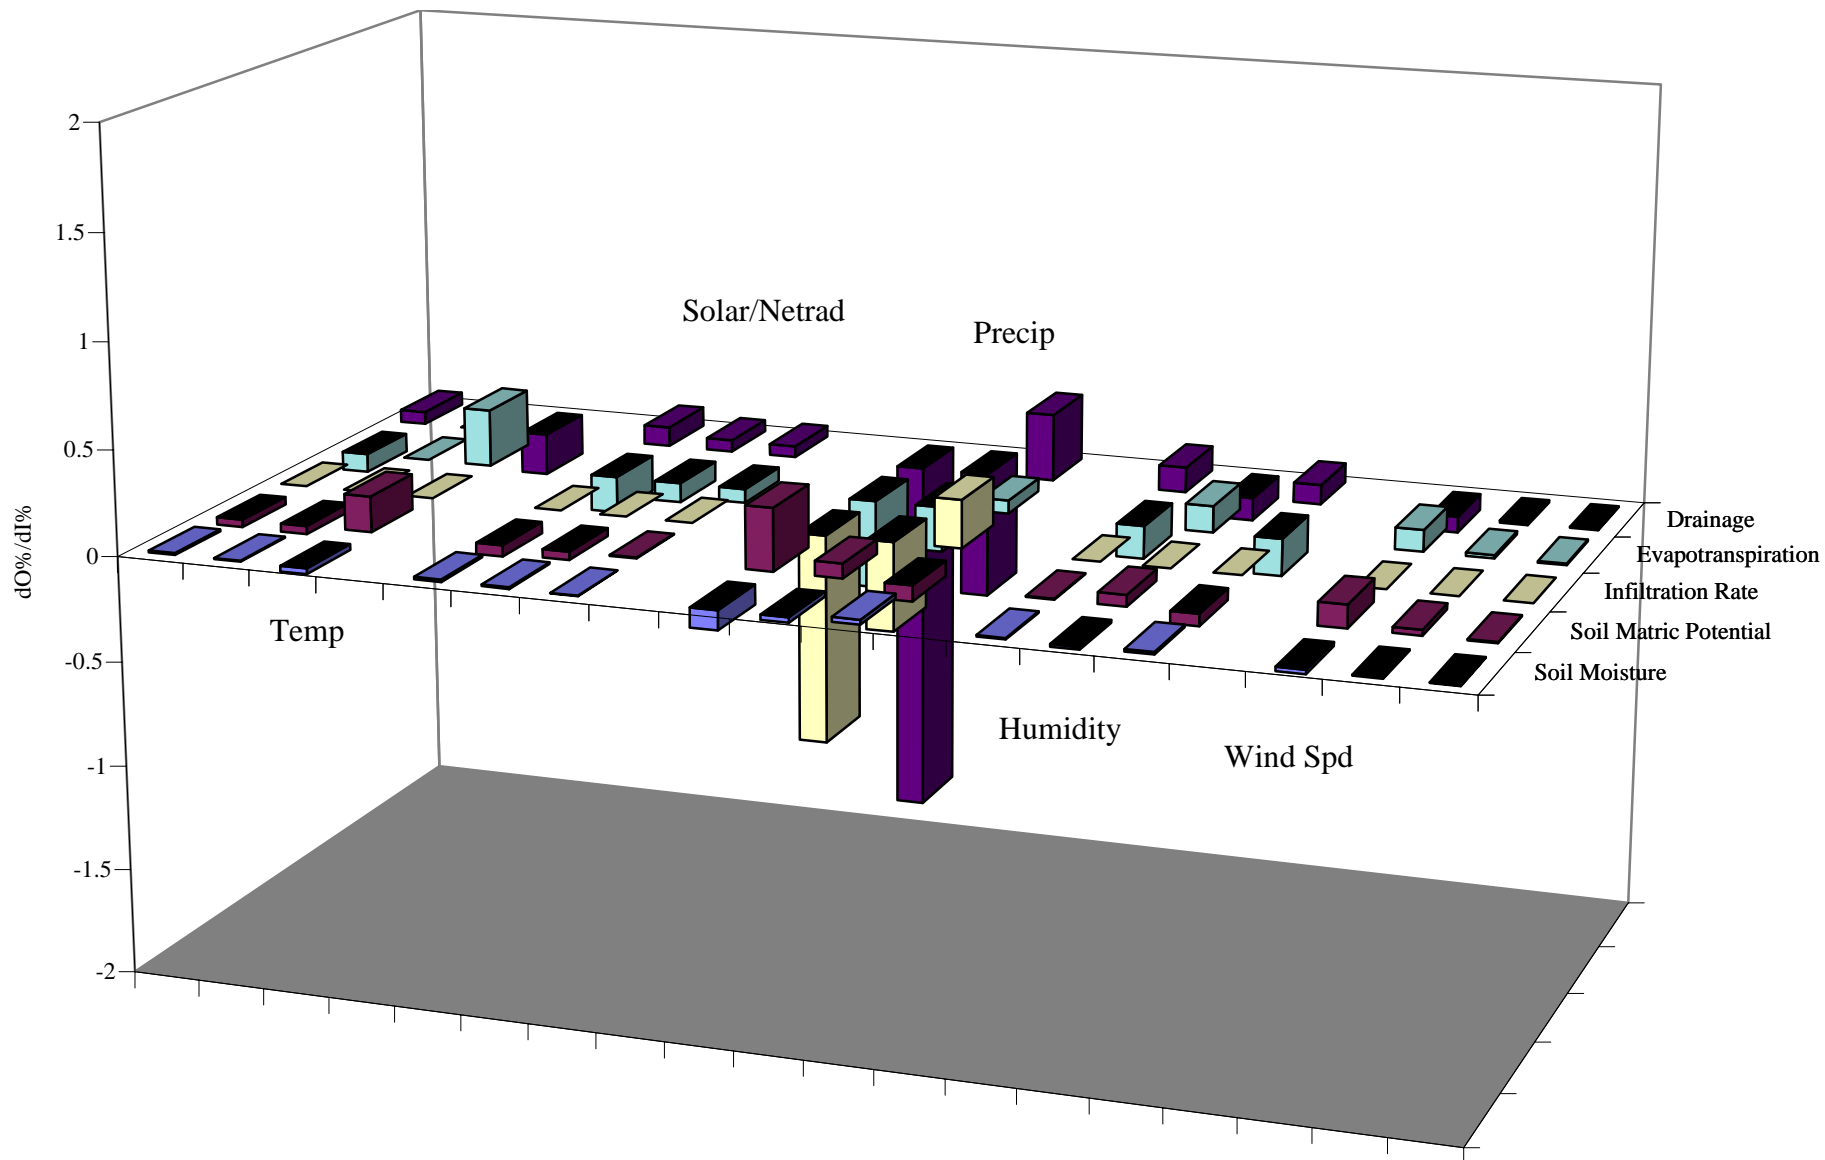 2
1.5
1
0.5
0
-0.5
-1
-1.5
-2
dO%/dI%
Solar/Netrad
Precip
Temp
Humidity
Wind Spd
Drainage
Evapotranspiration
Infiltration Rate
Soil Matric Potential
Soil Moisture